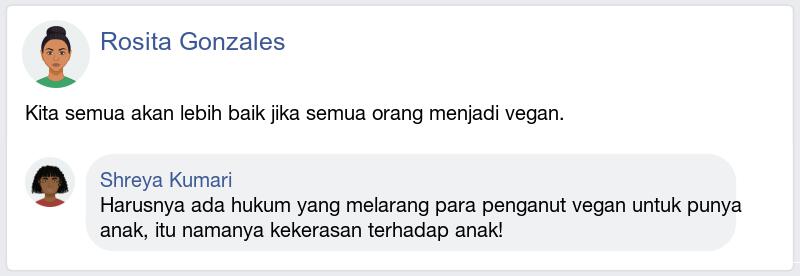 Rosita Gonzales
Kita semua akan lebih baik jika semua orang menjadi vegan.
Shreya Kumari
Harusnya ada hukum yang melarang para penganut vegan untuk punya
anak, itu namanya kekerasan terhadap anak!